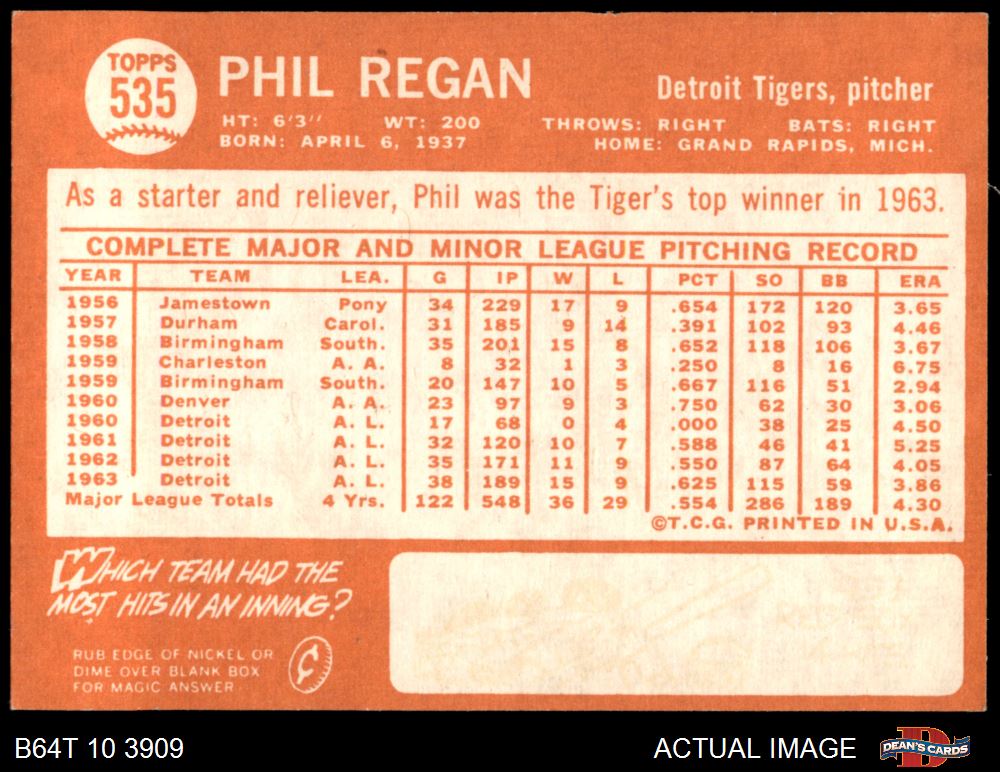 TOPPS
535
PHIL REGAN
Detroit Tigers, pitcher
HT: 6'3" WT: 200 THROWS: RIGHT BATS: RIGHT
BORN: APRIL 6, 1937 HOME: GRAND RAPIDS, MICH.
As a starter and reliever, Phil was the Tiger's top winner in 1963.
COMPLETE MAJOR AND MINOR LEAGUE PITCHING RECORD
YEAR TEAM LEA. G IP W L PCT SO BB ERA
1956 Jamestown Pony 34 229 17 9 .654 172 120 3.65
1957 Durham Carol. 31 185 9 14 .391 102 93 4.46
1958 Birmingham South. 35 201 15 8 .652 118 106 3.67
1959 Charleston A. A. 8 32 1 3 .250 8 16 6.75
1959 Birmingham South. 20 147 10 5 .667 116 51 2.94
1960 Denver A. A. 23 97 9 3 .750 62 30 3.06
1960 Detroit A. L. 17 68 0 4 .000 38 25 4.50
1961 Detroit A. L. 32 120 10 7 .588 46 41 5.25
1962 Detroit A. L. 35 171 11 9 .550 87 64 4.05
1963 Detroit A. L. 38 189 15 9 .625 115 59 3.86
Major League Totals 4 Yrs. 122 548 36 29 .554 286 189 4.30
©T.C.G. PRINTED IN U.S.A.
WHICH TEAM HAD THE
MOST HITS IN AN INNING?
RUB EDGE OF NICKEL OR
DIME OVER BLANK BOX
FOR MAGIC ANSWER
¢
B64T 10 3909
ACTUAL IMAGE
D
DEAN'S CARDS